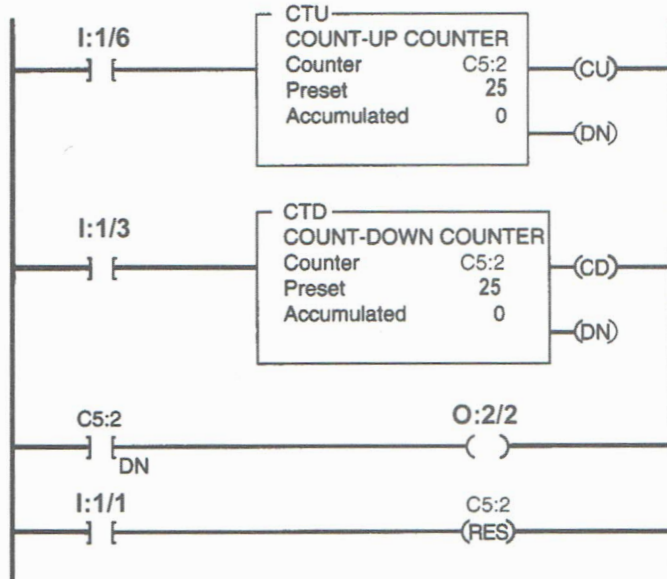 CTU
I:1/6
COUNT-UP COUNTER
Counter C5:2
(CU)
Preset 25
Accumulated 0
(DN)
CTD
I:1/3
COUNT-DOWN COUNTER
Counter C5:2
(CD)
Preset 25
Accumulated 0
(DN)
C5:2
O:2/2
DN
I:1/1
C5:2
(RES)